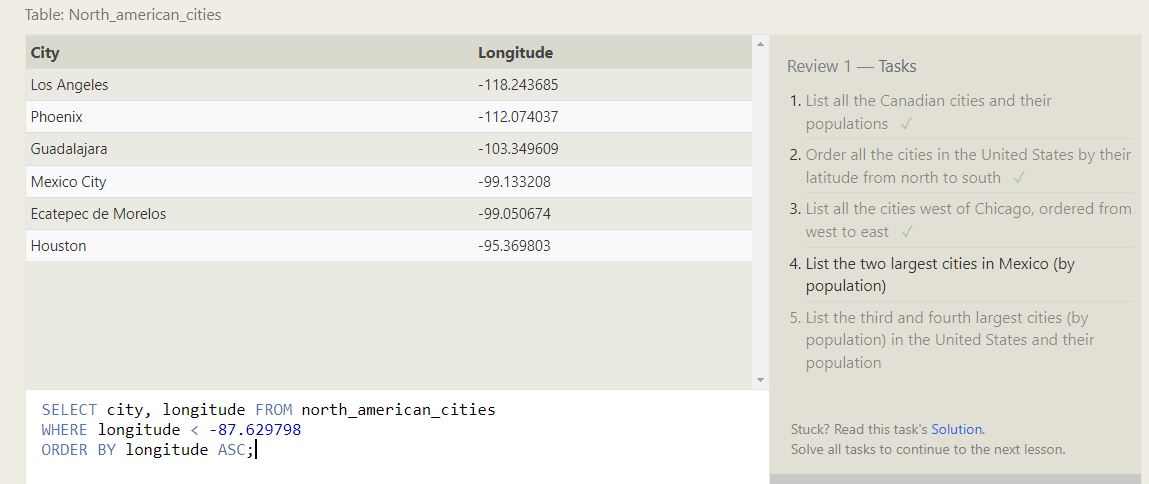 Table: North_american_cities
City Longitude
Los Angeles -118.243685
Phoenix -112.074037
Guadalajara -103.349609
Mexico City -99.133208
Ecatepec de Morelos -99.050674
Houston -95.369803
SELECT city, longitude FROM north_american_cities
WHERE longitude < -87.629798
ORDER BY longitude ASC;
Review 1 — Tasks
1. List all the Canadian cities and their
populations ✓
2. Order all the cities in the United States by their
latitude from north to south ✓
3. List all the cities west of Chicago, ordered from
west to east ✓
4. List the two largest cities in Mexico (by
population)
5. List the third and fourth largest cities (by
population) in the United States and their
population
Stuck? Read this task's Solution.
Solve all tasks to continue to the next lesson.